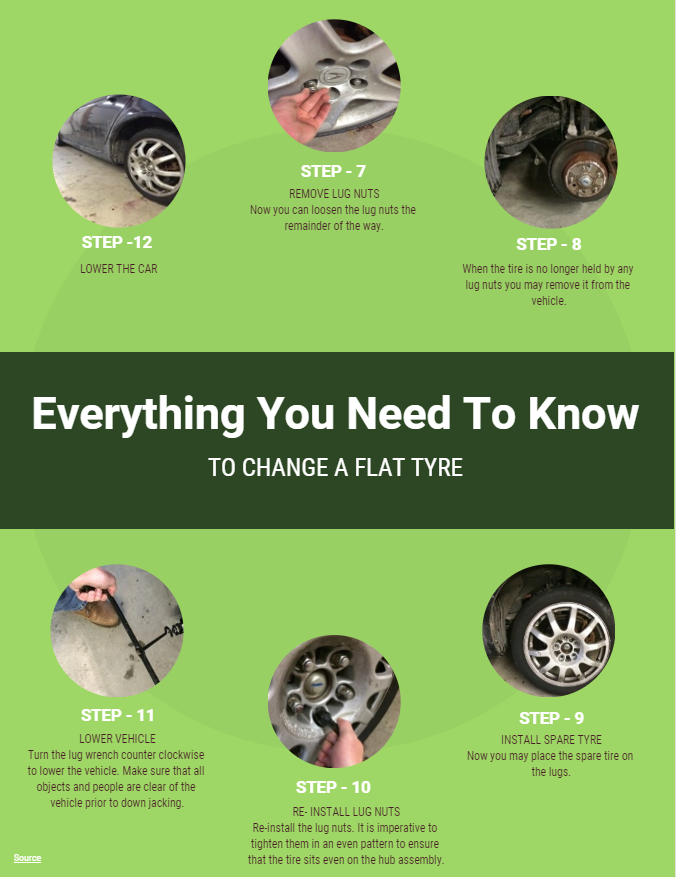 STEP - 7
REMOVE LUG NUTS
Now you can loosen the lug nuts the
remainder of the way.
STEP -12
LOWER THE CAR
STEP - 8
When the tire is no longer held by any
lug nuts you may remove it from the
vehicle.
Everything You Need To Know
TO CHANGE A FLAT TYRE
STEP - 11
LOWER VEHICLE
Turn the lug wrench counter clockwise
to lower the vehicle. Make sure that all
objects and people are clear of the
vehicle prior to down jacking.
STEP - 9
INSTALL SPARE TYRE
Now you may place the spare tire on
the lugs.
STEP - 10
RE- INSTALL LUG NUTS
Re-install the lug nuts. It is imperative to
tighten them in an even pattern to ensure
that the tire sits even on the hub assembly.
Source